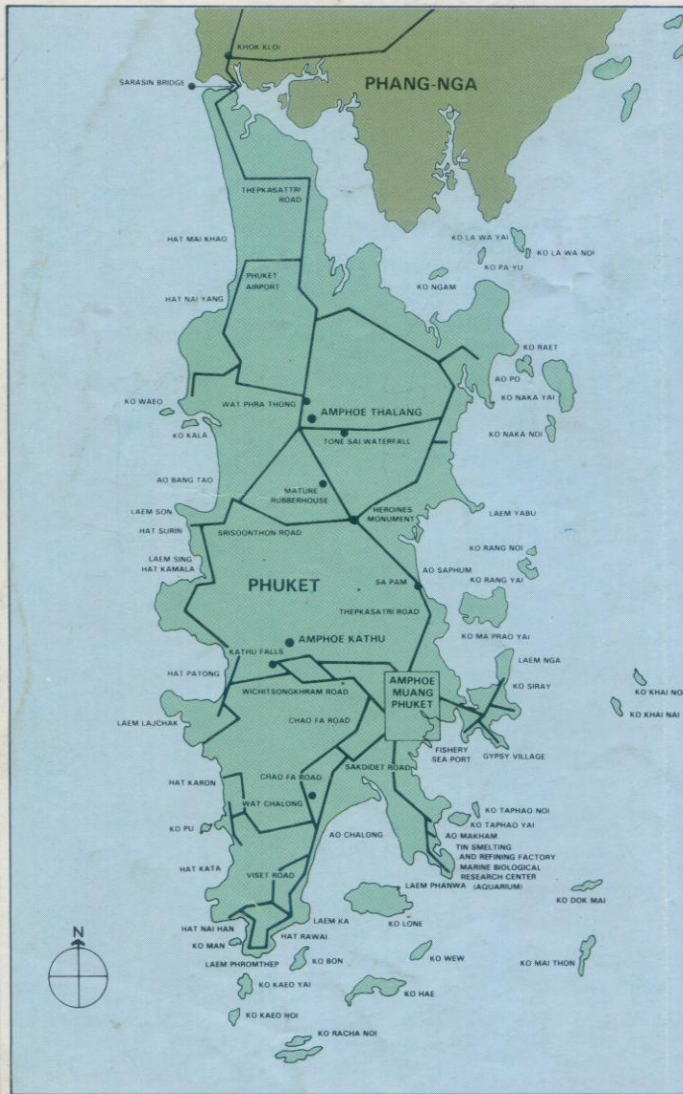 KHOK KLOI
SARASIN BRIDGE
PHANG-NGA
THEPKASATTRI
ROAD
HAT MAI KHAO
KO LA WA YAI
KO LA WA NOI
KO PA YU
KO NGAM
PHUKET
AIRPORT
HAT NAI YANG
KO RAET
AO PO
KO NAKA YAI
WAT PHRA THONG
KO WAEO
AMPHOE THALANG
KO KALA
KO NAKA NOI
TONE SAI WATERFALL
AO BANG TAO
MATURE
RUBBERHOUSE
LAEM SON
HEROINES
MONUMENT
LAEM YABU
HAT SURIN
SRISOONTHON ROAD
LAEM SING
HAT KAMALA
KO RANG NOI
AO SAPHUM
KO RANG YAI
SA PAM
PHUKET
THEPKASATRI ROAD
KO MA PRAO YAI
AMPHOE KATHU
KATHU FALLS
LAEM NGA
HAT PATONG
AMPHOE
MUANG
PHUKET
KO SIRAY
KO KHAI NO
KO KHAI NAI
WICHITSONGKHRAM ROAD
LAEM LAJCHAK
CHAO FA ROAD
FISHERY
SEA PORT
GYPSY VILLAGE
SAKDIDET ROAD
HAT KARON
CHAO FA ROAD
WAT CHALONG
KO TAPHAO NOI
KO TAPHAO YAI
KO PU
AO CHALONG
AO MAKHAM
TIN SMELTING
AND REFINING FACTORY
MARINE BIOLOGICAL
RESEARCH CENTER
(AQUARIUM)
HAT KATA
VISET ROAD
LAEM PHANWA
KO DOK MAI
HAT NAI HAN
LAEM KA
KO LONE
N
KO MAN
HAT RAWAI
LAEM PHROMTHEP
KO BON
KO WEW
KO MAI THON
KO KAEO YAI
KO HAE
KO KAEO NOI
KO RACHA NOI